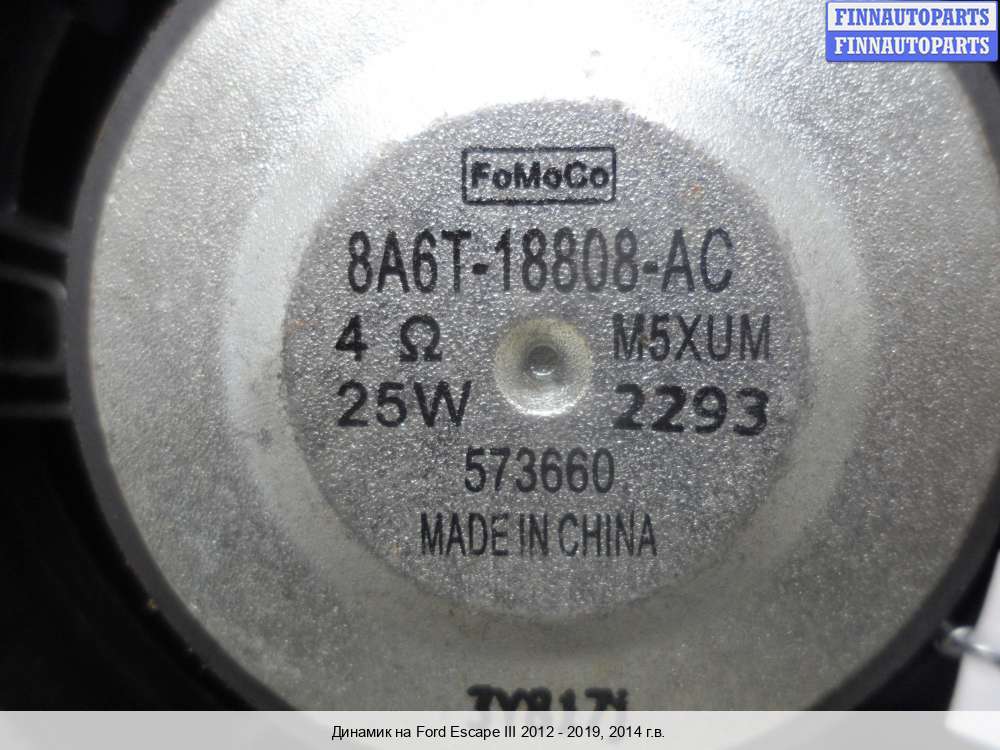 FINNAUTOPARTS
FINNAUTOPARTS
FoMoCo
8A6T-18808-AC
4 Ω M5XUM
25W 2293
573660
MADE IN CHINA
Динамик на Ford Escape III 2012 - 2019, 2014 г.в.